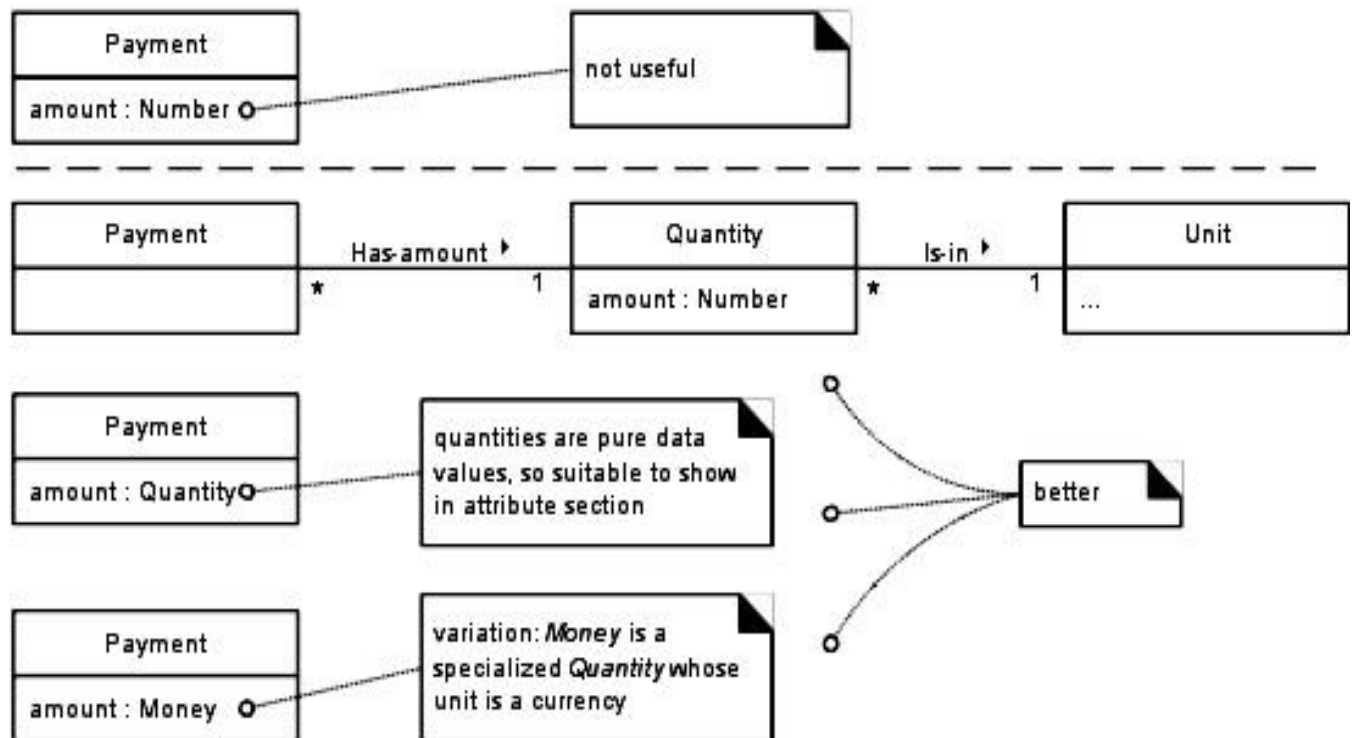 Payment
amount : Number
not useful
Payment
Has-amount
*
1
Quantity
amount : Number
Is-in
*
1
Unit
...
Payment
amount : Quantity
quantities are pure data
values, so suitable to show
in attribute section
better
Payment
amount : Money
variation: Money is a
specialized Quantity whose
unit is a currency